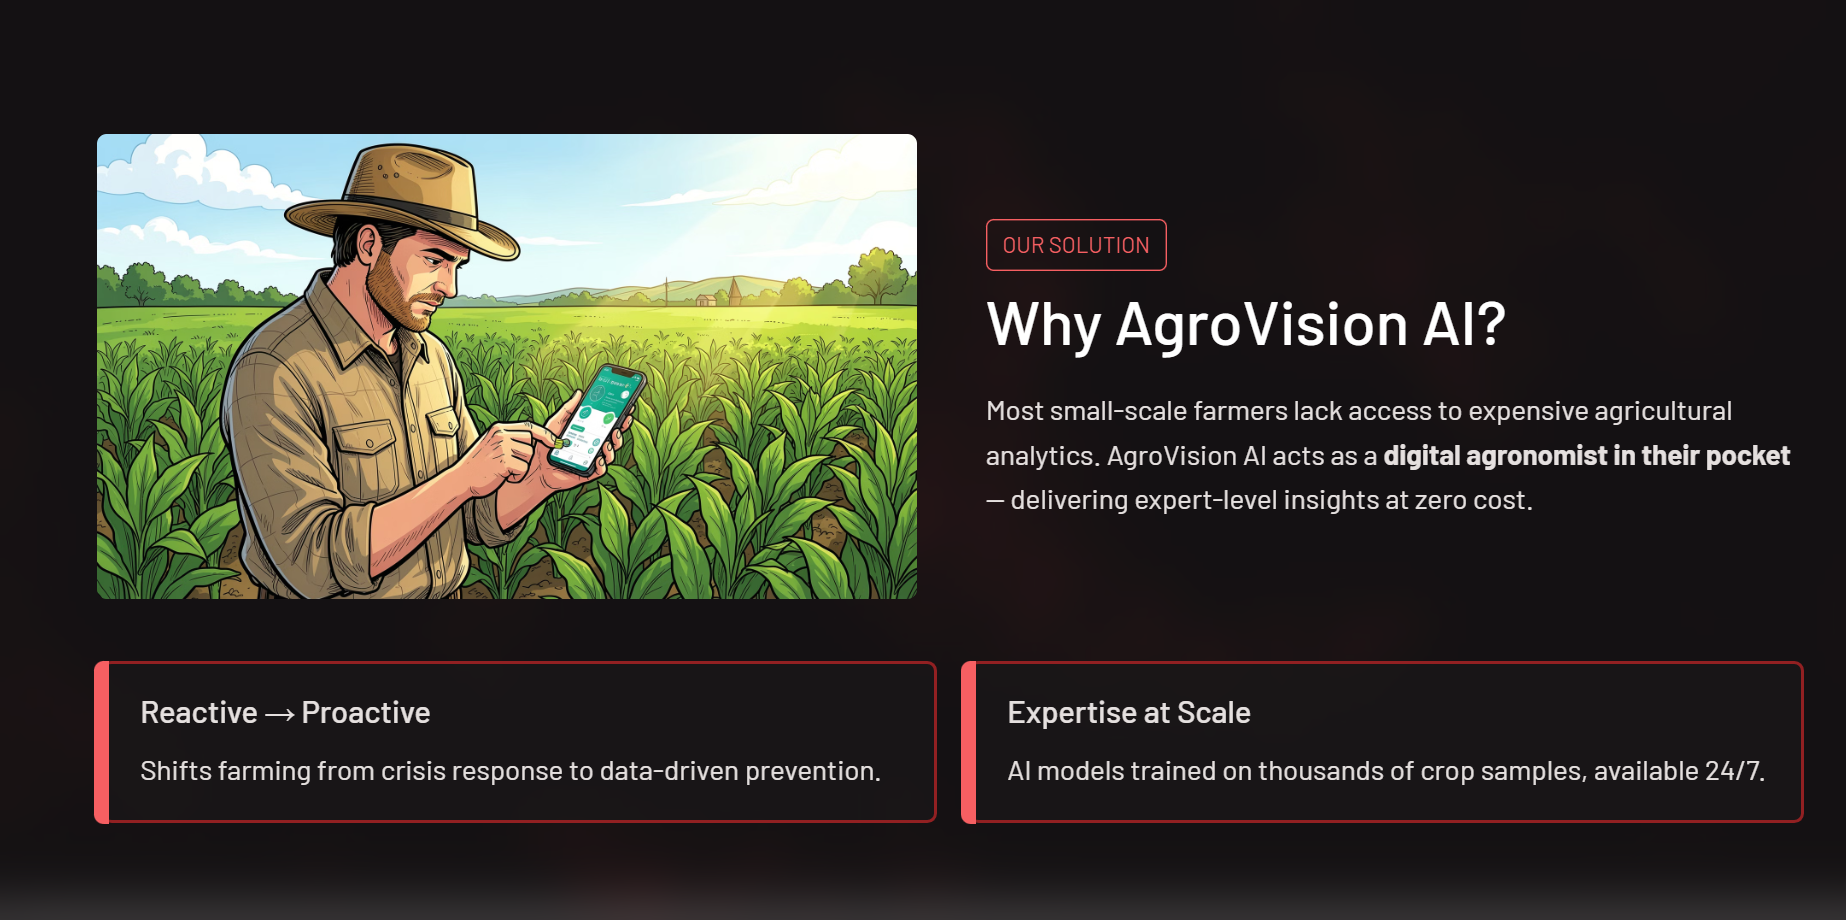 OUR SOLUTION
Why AgroVision AI?
Most small-scale farmers lack access to expensive agricultural
analytics. AgroVision AI acts as a digital agronomist in their pocket
— delivering expert-level insights at zero cost.
Reactive → Proactive
Shifts farming from crisis response to data-driven prevention.
Expertise at Scale
AI models trained on thousands of crop samples, available 24/7.